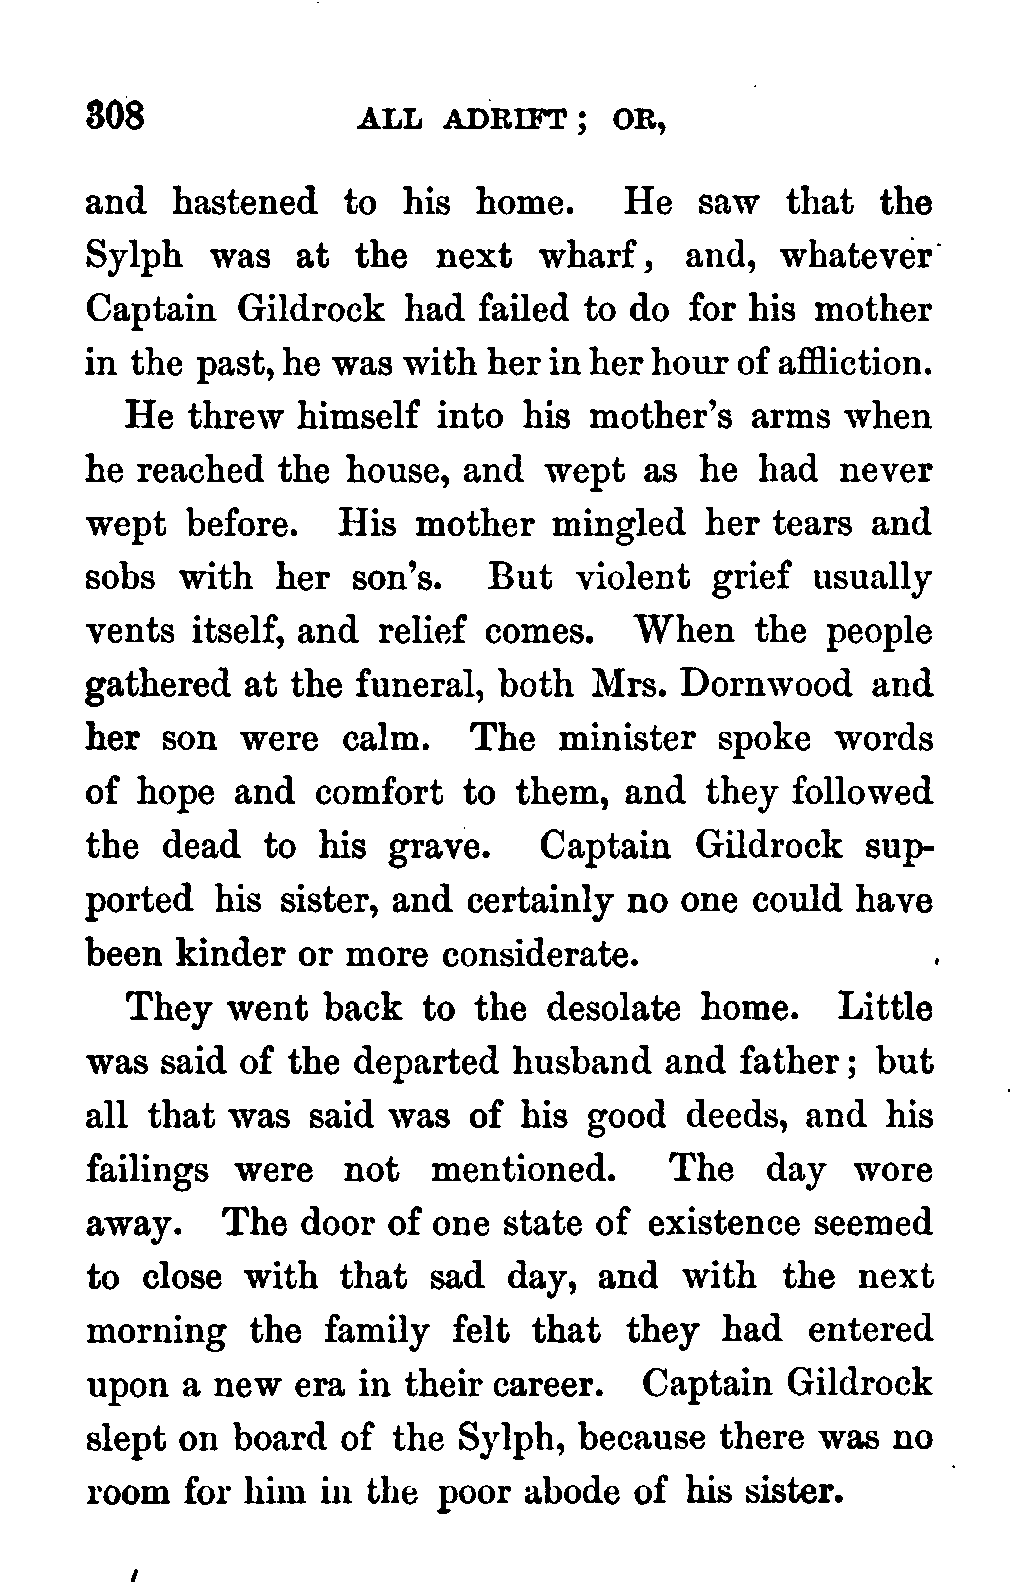 308 ALL ADRIFT; OR,
and hastened to his home. He saw that the
Sylph was at the next wharf, and, whatever
Captain Gildrock had failed to do for his mother
in the past, he was with her in her hour of affliction.
He threw himself into his mother's arms when
he reached the house, and wept as he had never
wept before. His mother mingled her tears and
sobs with her son's. But violent grief usually
vents itself, and relief comes. When the people
gathered at the funeral, both Mrs. Dornwood and
her son were calm. The minister spoke words
of hope and comfort to them, and they followed
the dead to his grave. Captain Gildrock sup-
ported his sister, and certainly no one could have
been kinder or more considerate.
They went back to the desolate home. Little
was said of the departed husband and father; but
all that was said was of his good deeds, and his
failings were not mentioned. The day wore
away. The door of one state of existence seemed
to close with that sad day, and with the next
morning the family felt that they had entered
upon a new era in their career. Captain Gildrock
slept on board of the Sylph, because there was no
room for him in the poor abode of his sister.